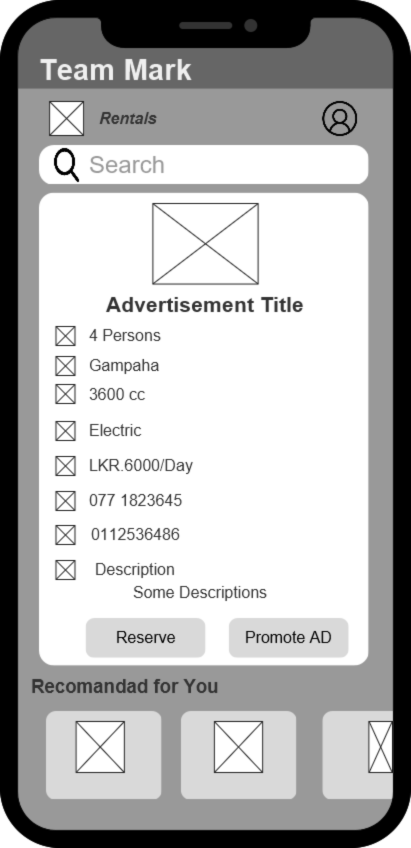 Team Mark
Rentals
Search
Advertisement Title
4 Persons
Gampaha
3600 cc
Electric
LKR.6000/Day
077 1823645
0112536486
Description
Some Descriptions
Reserve
Promote AD
Recomandad for You